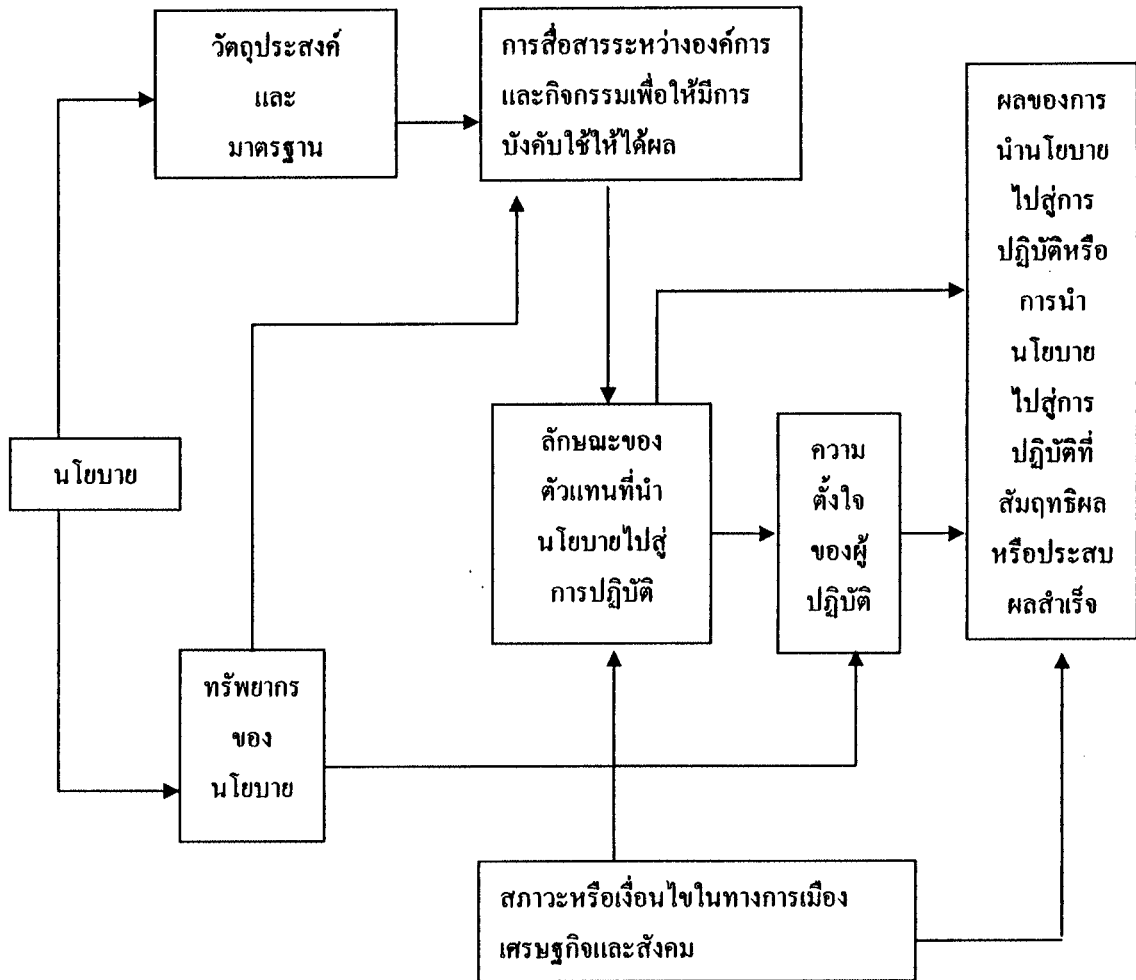 วัตถุประสงค์
และ
มาตรฐาน
การสื่อสารระหว่างองค์การ
และกิจกรรมเพื่อให้มีการ
บังคับใช้ให้ได้ผล
ผลของการ
นำนโยบาย
ไปสู่การ
ปฏิบัติหรือ
การนำ
นโยบาย
ไปสู่การ
ปฏิบัติที่
สัมฤทธิผล
หรือประสบ
ผลสำเร็จ
นโยบาย
ลักษณะของ
ตัวแทนที่นำ
นโยบายไปสู่
การปฏิบัติ
ความ
ตั้งใจ
ของผู้
ปฏิบัติ
ทรัพยากร
ของ
นโยบาย
สภาวะหรือเงื่อนไขในทางการเมือง
เศรษฐกิจและสังคม